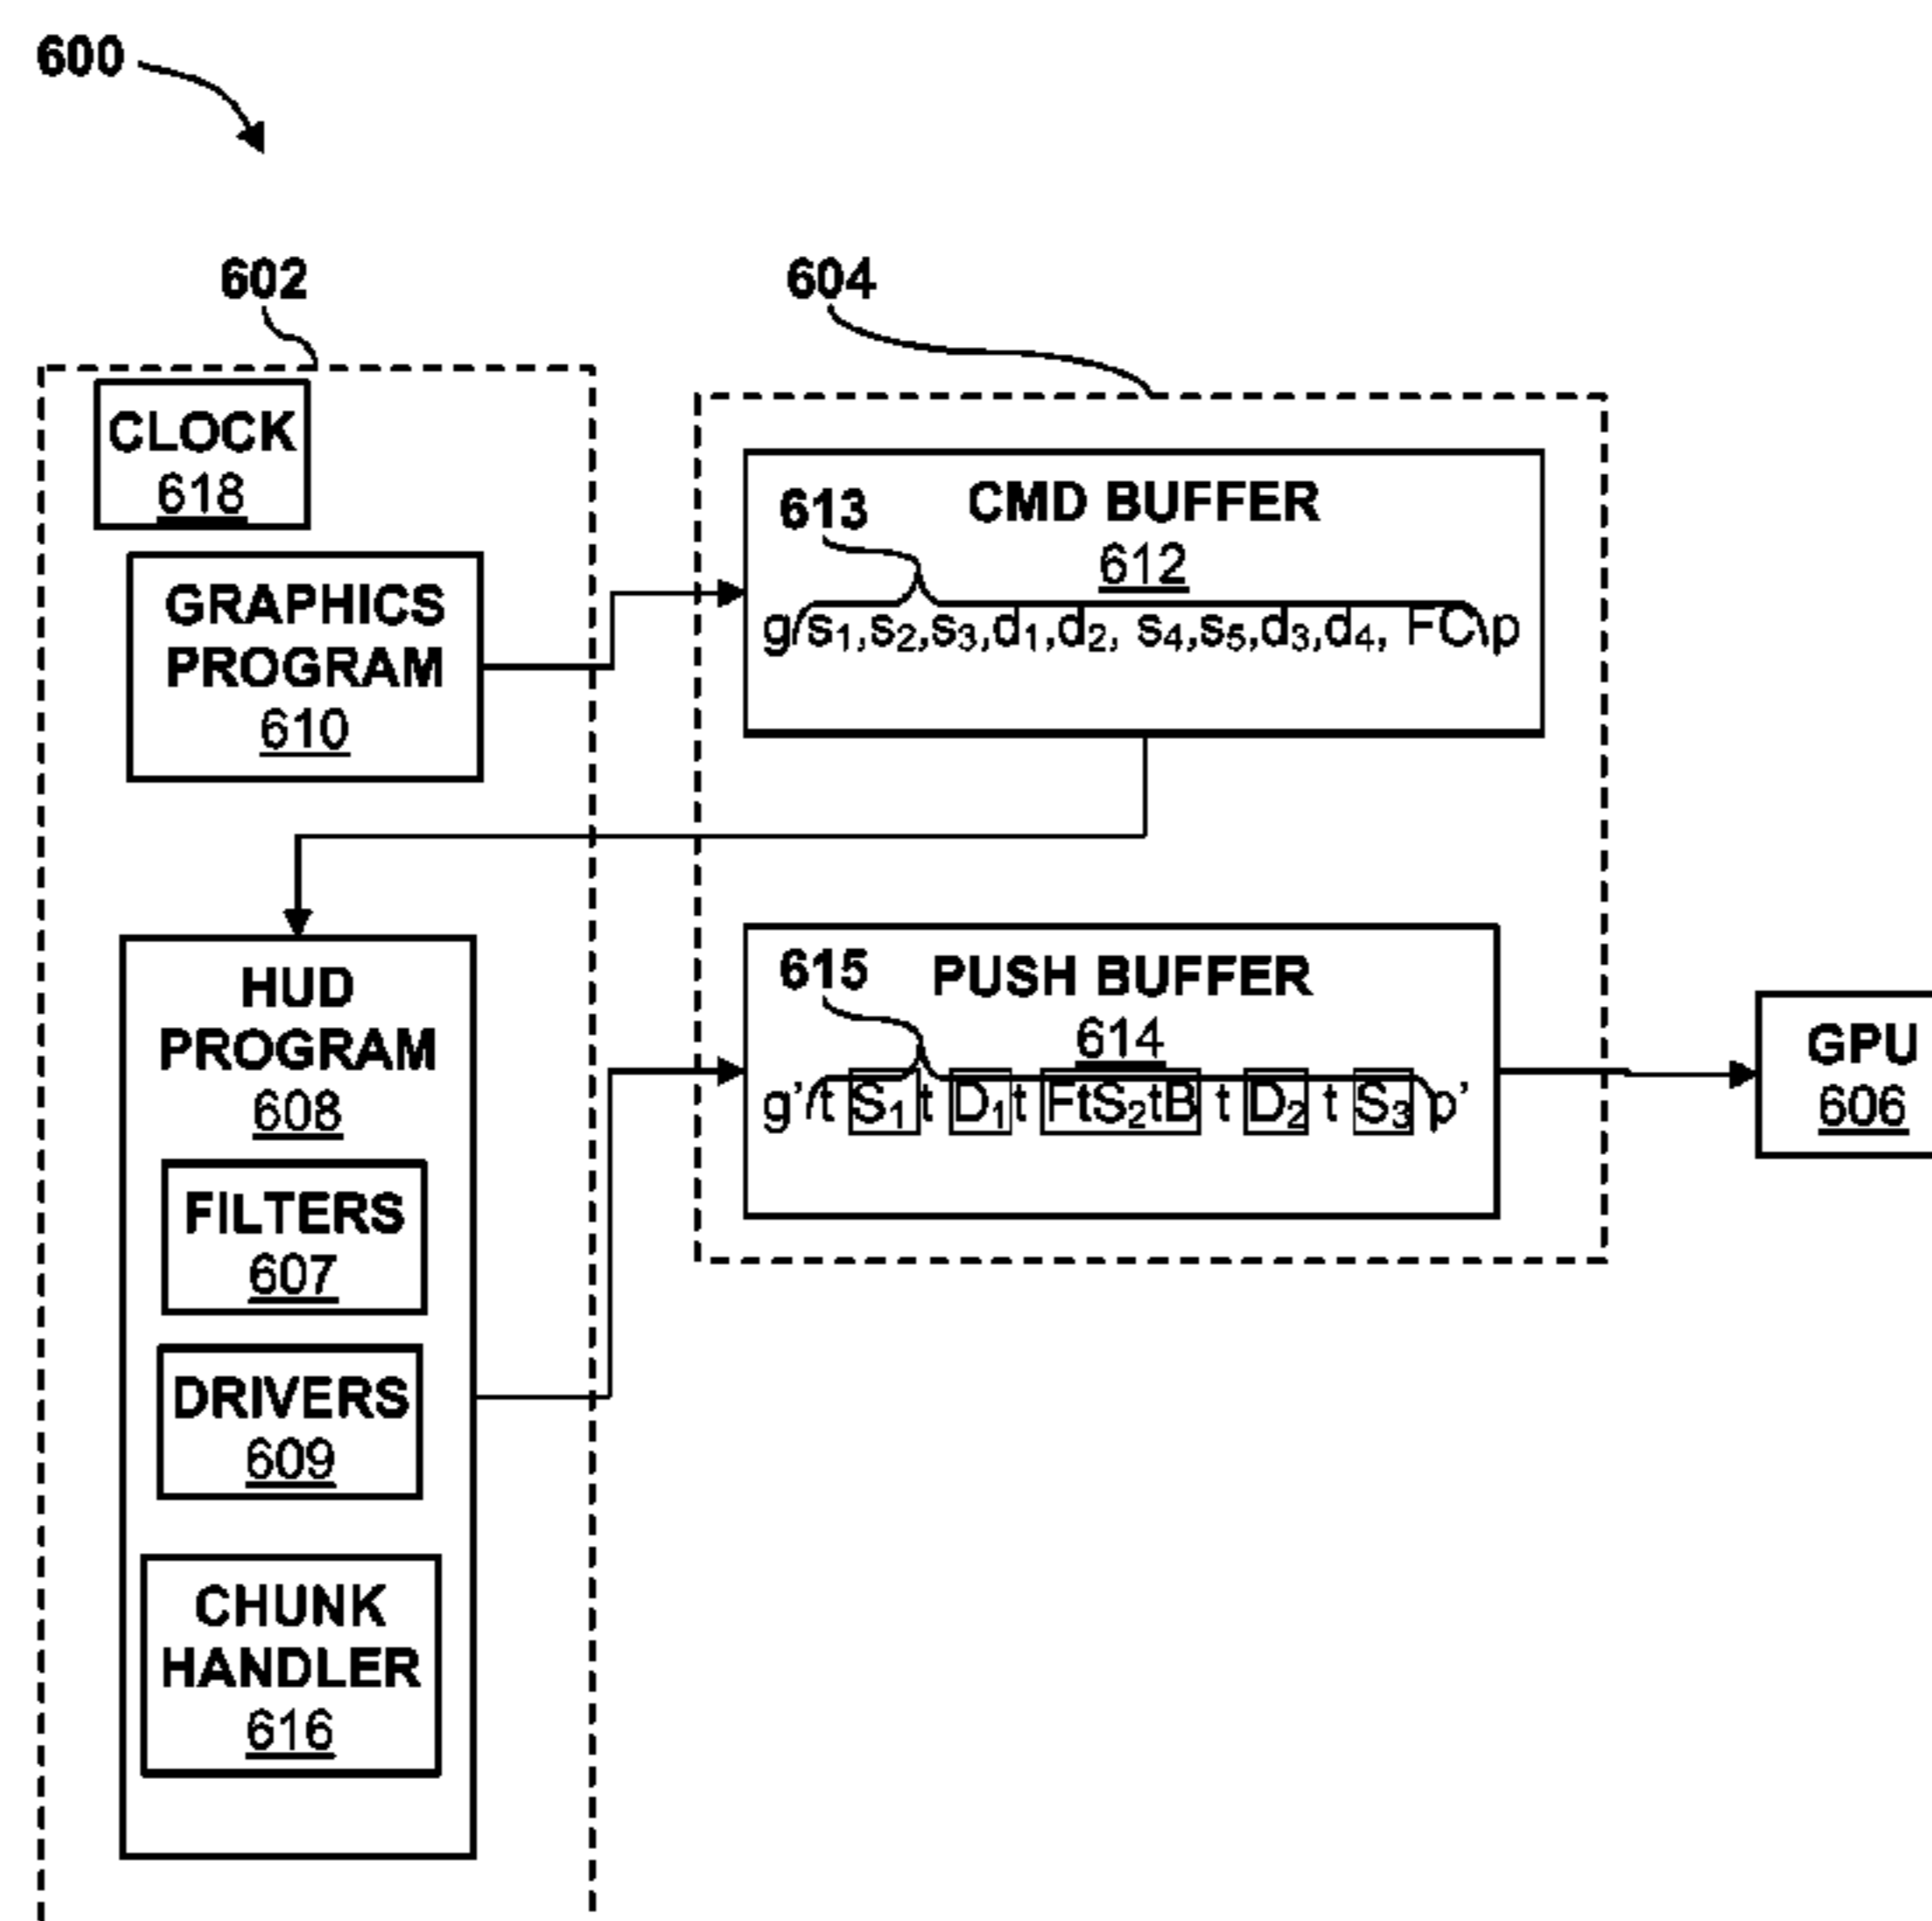 600
602
604
CLOCK
618
GRAPHICS
PROGRAM
610
613
CMD BUFFER
612
g s₁,s₂,s₃,d₁,d₂, s₄,s₅,d₃,d₄, FC p
HUD
PROGRAM
608
FILTERS
607
DRIVERS
609
CHUNK
HANDLER
616
615
PUSH BUFFER
614
g’ t S₁ t D₁ t FtS₂tB t D₂ t S₃ p’
GPU
606